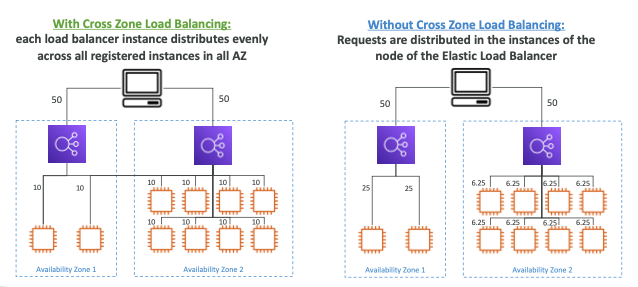 With Cross Zone Load Balancing:
each load balancer instance distributes evenly
across all registered instances in all AZ
50
50
10
10
10
10
10
10
10
10
10
10
Availability Zone 1
Availability Zone 2
Without Cross Zone Load Balancing:
Requests are distributed in the instances of the
node of the Elastic Load Balancer
50
50
25
25
6.25
6.25
6.25
6.25
6.25
6.25
6.25
6.25
Availability Zone 1
Availability Zone 2